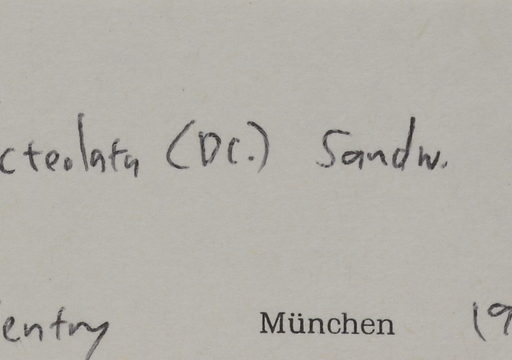 cteolata (DC.) Sandw.
entry München 19